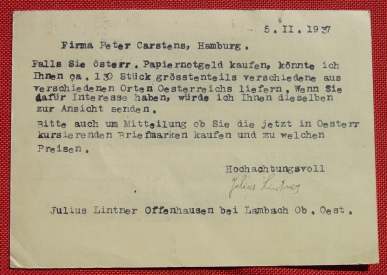 5. II. 1937
Firma Peter Carstens, Hamburg.
Falls Sie österr. Papiernotgeld kaufen, könnte ich
Ihnen ca. 130 Stück grösstenteils verschiedene aus
verschiedenen Orten Oesterreichs liefern. Wenn Sie
dafür Interesse haben, würde ich Ihnen dieselben
zur Ansicht senden.
Bitte auch um Mitteilung ob Sie die jetzt in Oesterr
kursierenden Briefmarken kaufen und zu welchen
Preisen.
Hochachtungsvoll
Julius Lintner
Julius Lintner Offenhausen bei Lambach Ob. Oest.